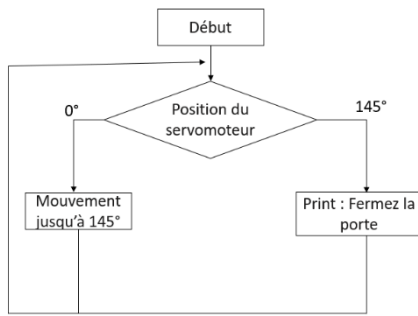 Début
Position du
servomoteur
0°
145°
Mouvement
jusqu'à 145°
Print : Fermez la
porte